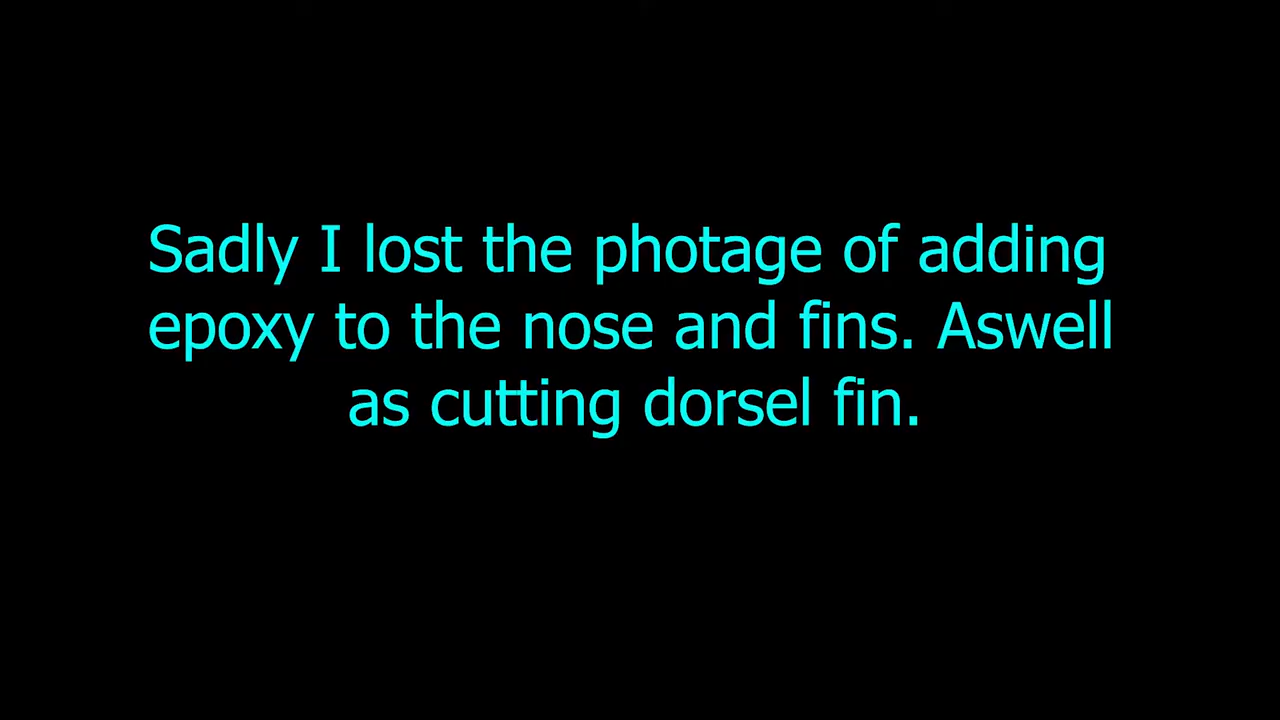 Sadly I lost the photage of adding
epoxy to the nose and fins. Aswell
as cutting dorsel fin.